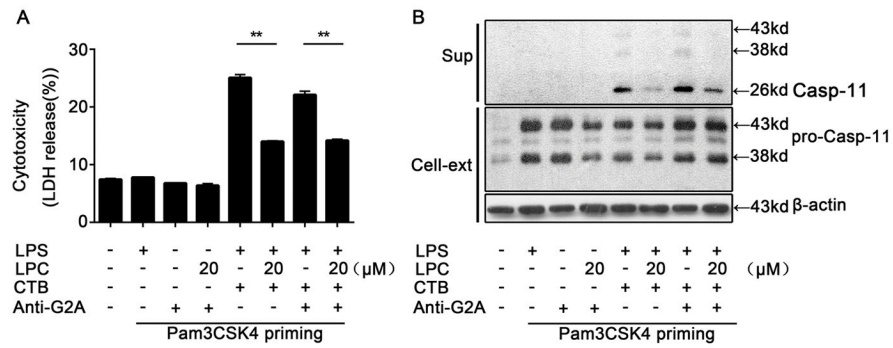 A
Cytotoxicity
(LDH release(%))
30
20
10
0
**
**
LPS - + - - + + + +
LPC - - - 20 - 20 - 20 (μM)
CTB - - - - + + + +
Anti-G2A - - + + - - + +
Pam3CSK4 priming
B
Sup
←43kd
←38kd
←26kd Casp-11
Cell-ext
←43kd
pro-Casp-11
←38kd
←43kd β-actin
LPS - + - - + + + +
LPC - - - 20 - 20 - 20 (μM)
CTB - - - - + + + +
Anti-G2A - - + + - - + +
Pam3CSK4 priming